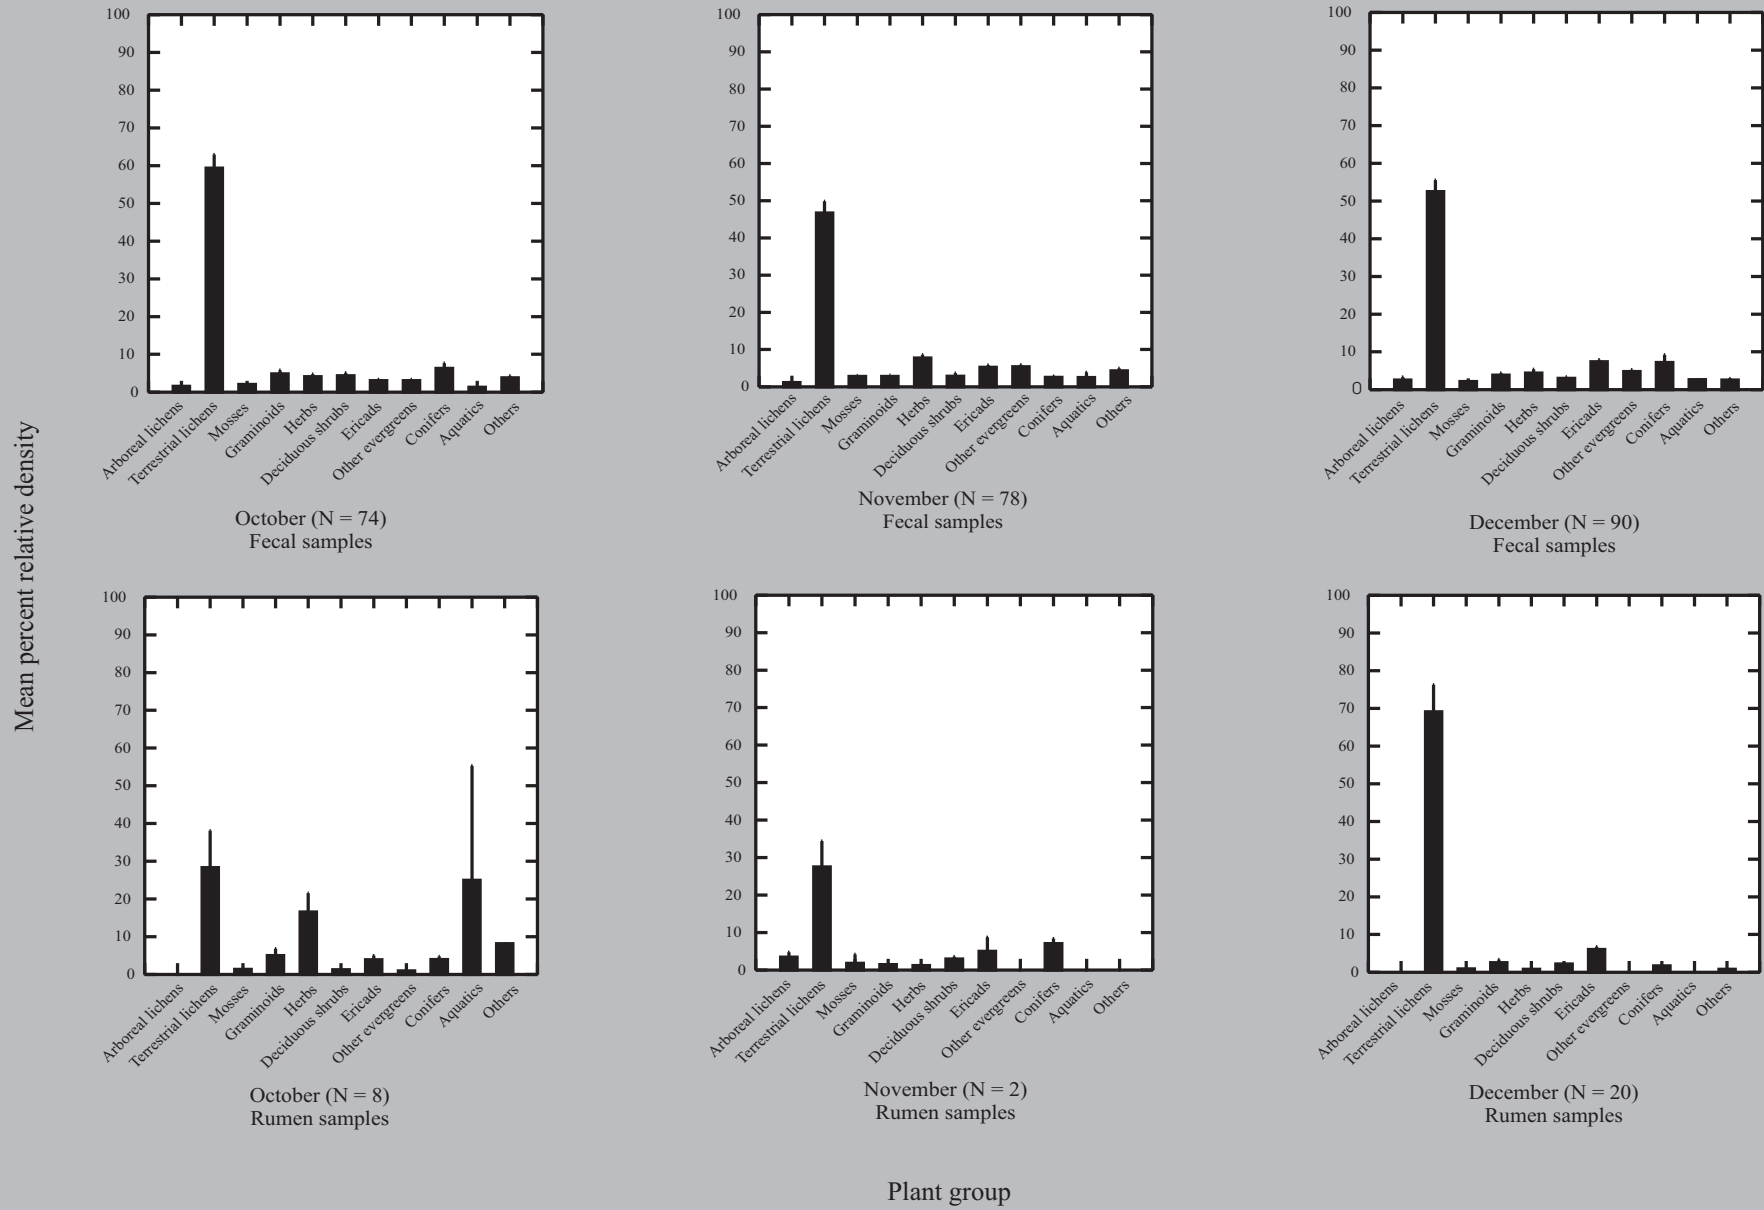 Mean percent relative density
100
90
80
70
60
50
40
30
20
10
0
Arboreal lichens
Terrestrial lichens
Mosses
Graminoids
Herbs
Deciduous shrubs
Ericads
Other evergreens
Conifers
Aquatics
Others
October (N = 74)
Fecal samples
100
90
80
70
60
50
40
30
20
10
0
Arboreal lichens
Terrestrial lichens
Mosses
Graminoids
Herbs
Deciduous shrubs
Ericads
Other evergreens
Conifers
Aquatics
Others
November (N = 78)
Fecal samples
100
90
80
70
60
50
40
30
20
10
0
Arboreal lichens
Terrestrial lichens
Mosses
Graminoids
Herbs
Deciduous shrubs
Ericads
Other evergreens
Conifers
Aquatics
Others
December (N = 90)
Fecal samples
100
90
80
70
60
50
40
30
20
10
0
Arboreal lichens
Terrestrial lichens
Mosses
Graminoids
Herbs
Deciduous shrubs
Ericads
Other evergreens
Conifers
Aquatics
Others
October (N = 8)
Rumen samples
100
90
80
70
60
50
40
30
20
10
0
Arboreal lichens
Terrestrial lichens
Mosses
Graminoids
Herbs
Deciduous shrubs
Ericads
Other evergreens
Conifers
Aquatics
Others
November (N = 2)
Rumen samples
100
90
80
70
60
50
40
30
20
10
0
Arboreal lichens
Terrestrial lichens
Mosses
Graminoids
Herbs
Deciduous shrubs
Ericads
Other evergreens
Conifers
Aquatics
Others
December (N = 20)
Rumen samples
Plant group